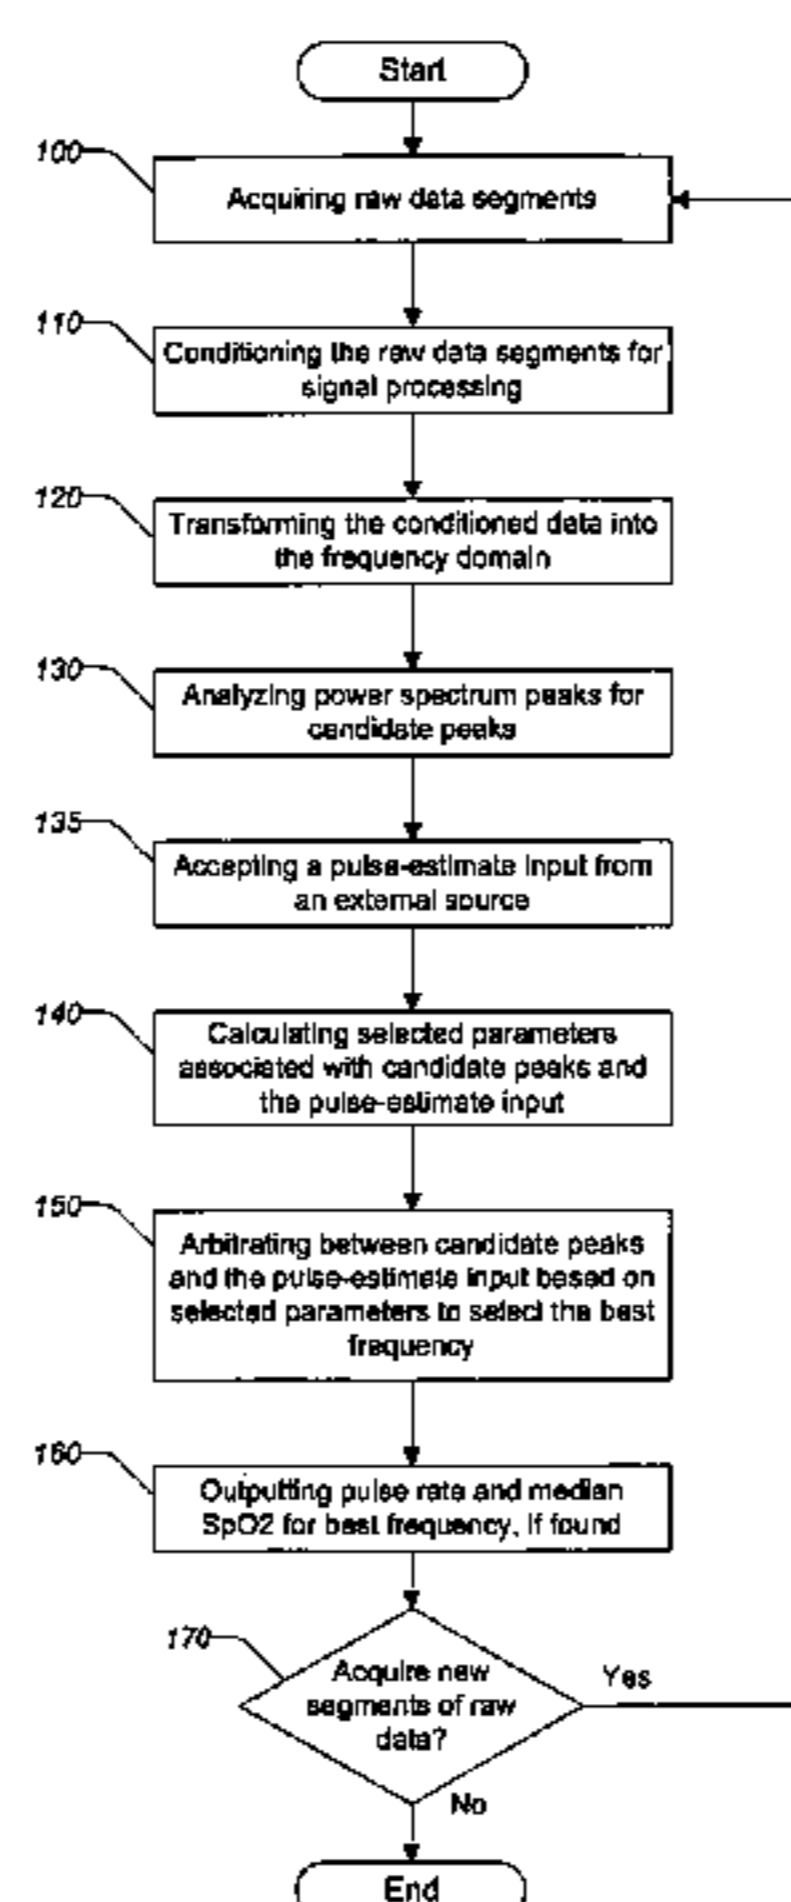 Start
100
Acquiring raw data segments
110
Conditioning the raw data segments for
signal processing
120
Transforming the conditioned data into
the frequency domain
130
Analyzing power spectrum peaks for
candidate peaks
135
Accepting a pulse-estimate input from
an external source
140
Calculating selected parameters
associated with candidate peaks and
the pulse-estimate input
150
Arbitrating between candidate peaks
and the pulse-estimate input based on
selected parameters to select the best
frequency
160
Outputting pulse rate and median
SpO2 for best frequency, if found
170
Acquire new
segments of raw
data?
Yes
No
End